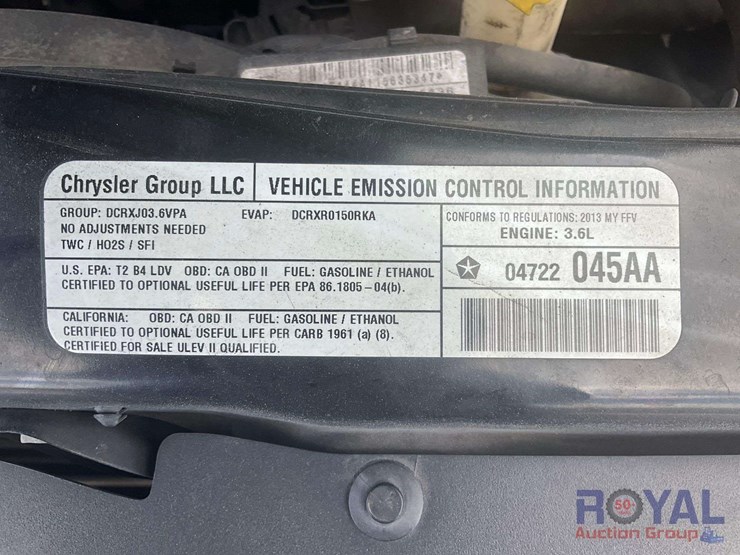 Chrysler Group LLC
VEHICLE EMISSION CONTROL INFORMATION
GROUP: DCRXJ03.6VPA EVAP: DCRXR0150RKA
NO ADJUSTMENTS NEEDED
TWC / HO2S / SFI
CONFORMS TO REGULATIONS: 2013 MY FFV
ENGINE: 3.6L
04722 045AA
U.S. EPA: T2 B4 LDV OBD: CA OBD II FUEL: GASOLINE / ETHANOL
CERTIFIED TO OPTIONAL USEFUL LIFE PER EPA 86.1805-04(b).
CALIFORNIA: OBD: CA OBD II FUEL: GASOLINE / ETHANOL
CERTIFIED TO OPTIONAL USEFUL LIFE PER CARB 1961 (a) (8).
CERTIFIED FOR SALE ULEV II QUALIFIED.
ROYAL
50
Auction Group